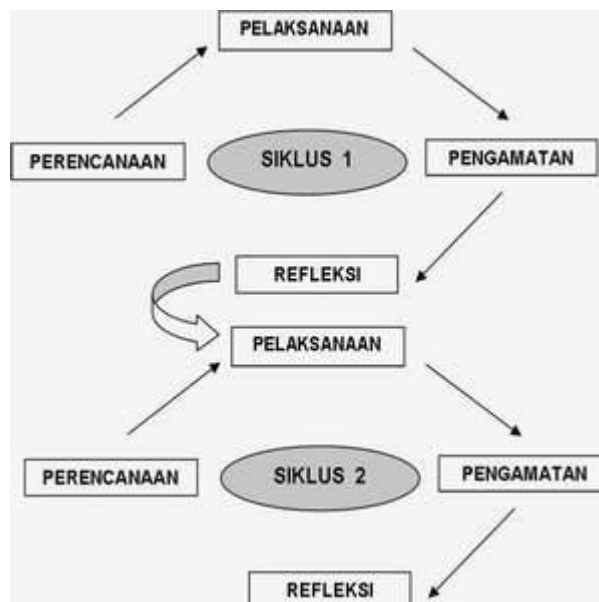 PELAKSANAAN
PERENCANAAN
SIKLUS 1
PENGAMATAN
REFLEKSI
PELAKSANAAN
PERENCANAAN
SIKLUS 2
PENGAMATAN
REFLEKSI